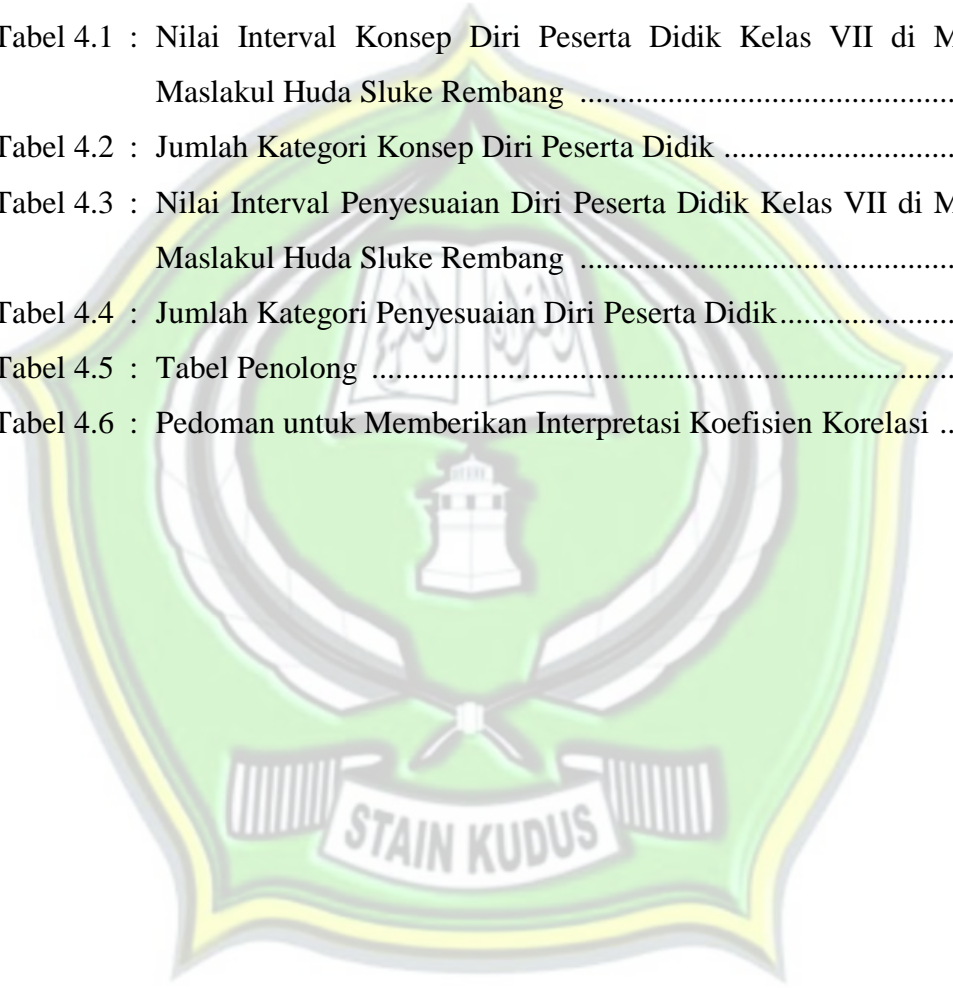 Tabel 4.1 : Nilai Interval Konsep Diri Peserta Didik Kelas VII di
Maslakul Huda Sluke Rembang ...............................................
Tabel 4.2 : Jumlah Kategori Konsep Diri Peserta Didik .............................
Tabel 4.3 : Nilai Interval Penyesuaian Diri Peserta Didik Kelas VII di
Maslakul Huda Sluke Rembang ...............................................
Tabel 4.4 : Jumlah Kategori Penyesuaian Diri Peserta Didik......................
Tabel 4.5 : Tabel Penolong .........................................................................
Tabel 4.6 : Pedoman untuk Memberikan Interpretasi Koefisien Korelasi ..
STAIN KUDUS